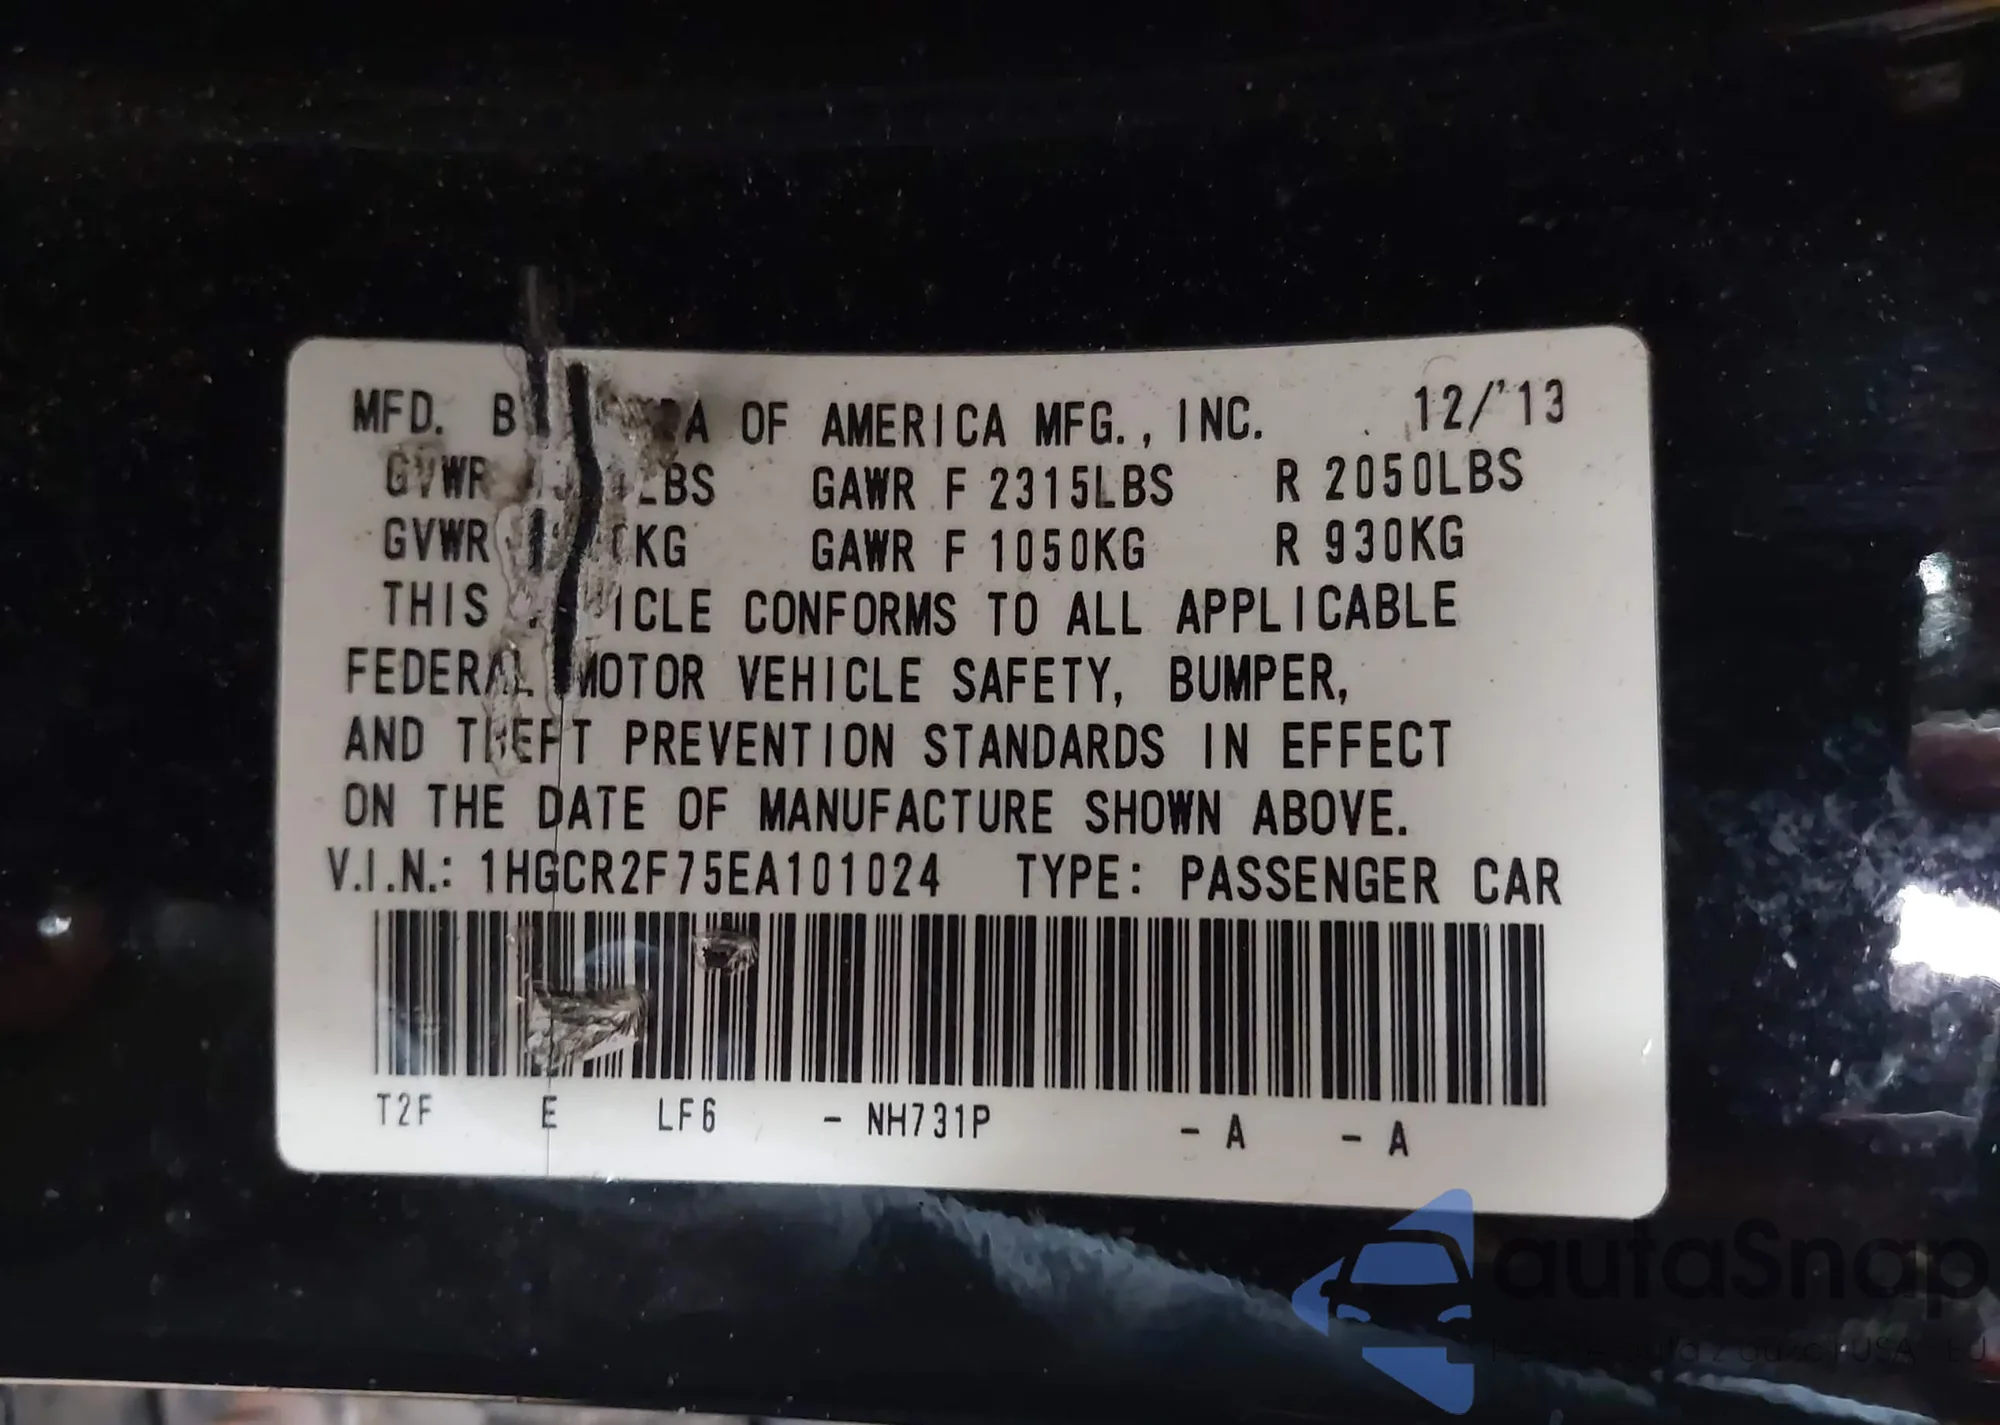 MFD. B OF AMERICA MFG., INC. 12/'13
GVWR LBS GAWR F 2315LBS R 2050LBS
GVWR KG GAWR F 1050KG R 930KG
THIS CONFORMS TO ALL APPLICABLE
FEDERAL MOTOR VEHICLE SAFETY, BUMPER,
AND THEFT PREVENTION STANDARDS IN EFFECT
ON THE DATE OF MANUFACTURE SHOWN ABOVE.
V.I.N.: 1HGCR2F75EA101024 TYPE: PASSENGER CAR
T2F E LF6 - NH731P - A - A
autaSnap